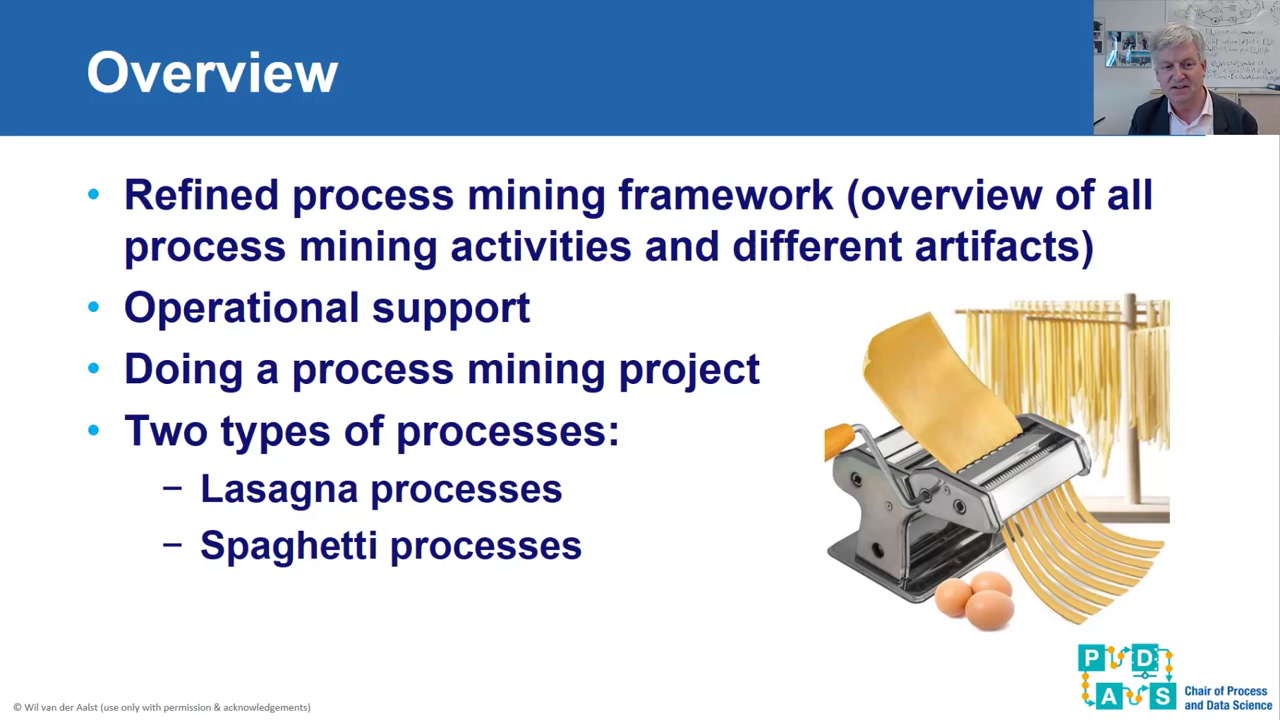 Overview
• Refined process mining framework (overview of all
process mining activities and different artifacts)
• Operational support
• Doing a process mining project
• Two types of processes:
− Lasagna processes
− Spaghetti processes
P D
A S
Chair of Process
and Data Science
© Wil van der Aalst (use only with permission & acknowledgements)